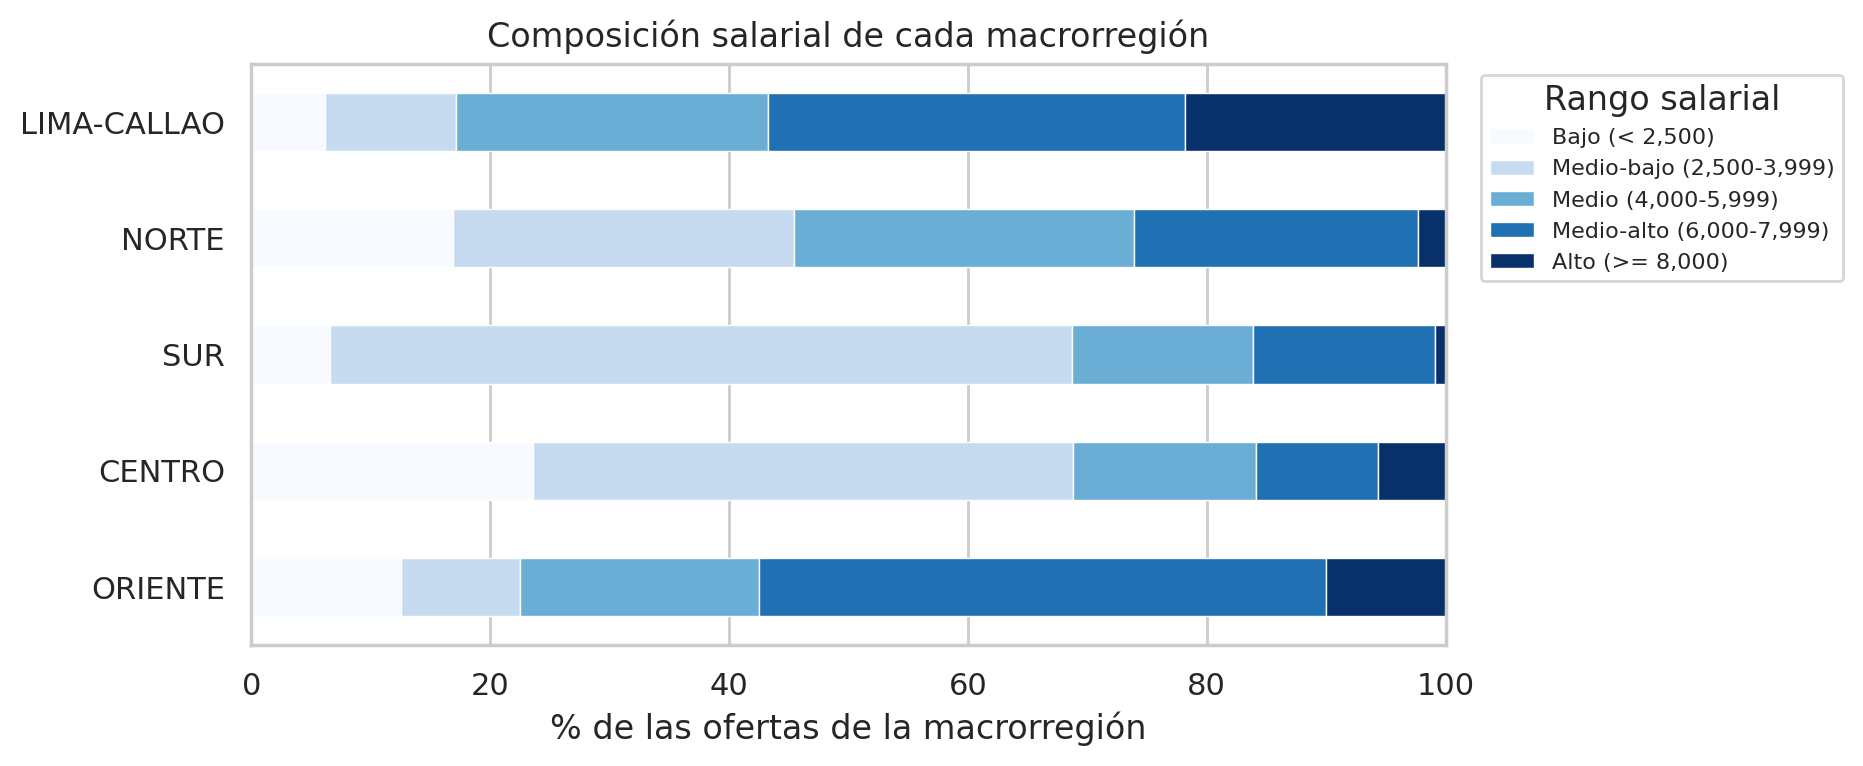 Composición salarial de cada macrorregión
LIMA-CALLAO
NORTE
SUR
CENTRO
ORIENTE
0 20 40 60 80 100
% de las ofertas de la macrorregión
Rango salarial
Bajo (< 2,500)
Medio-bajo (2,500-3,999)
Medio (4,000-5,999)
Medio-alto (6,000-7,999)
Alto (>= 8,000)